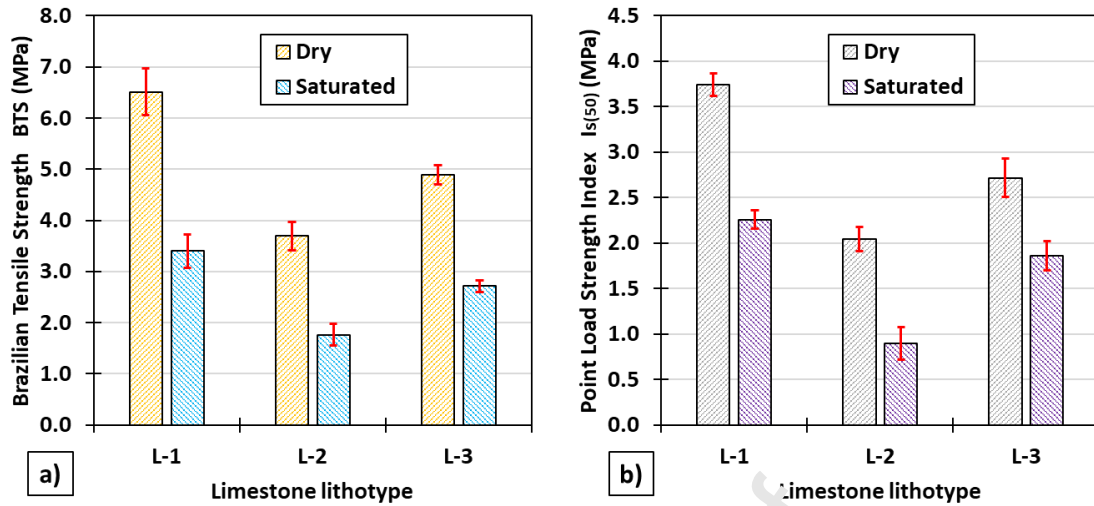 8.0
7.0
6.0
5.0
4.0
3.0
2.0
1.0
0.0
Brazilian Tensile Strength BTS (MPa)
Dry
Saturated
L-1 L-2 L-3
a)
Limestone lithotype
4.5
4.0
3.5
3.0
2.5
2.0
1.5
1.0
0.5
0.0
Point Load Strength Index Is(50) (MPa)
Dry
Saturated
L-1 L-2 L-3
b)
Limestone lithotype